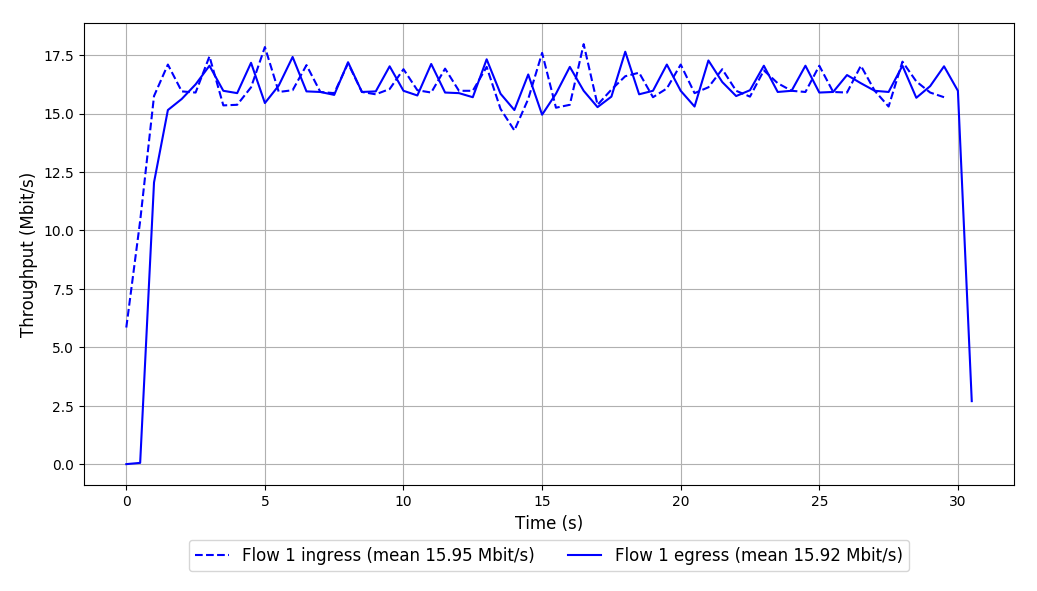 Throughput (Mbit/s)
17.5
15.0
12.5
10.0
7.5
5.0
2.5
0.0
0 5 10 15 20 25 30
Time (s)
Flow 1 ingress (mean 15.95 Mbit/s) Flow 1 egress (mean 15.92 Mbit/s)